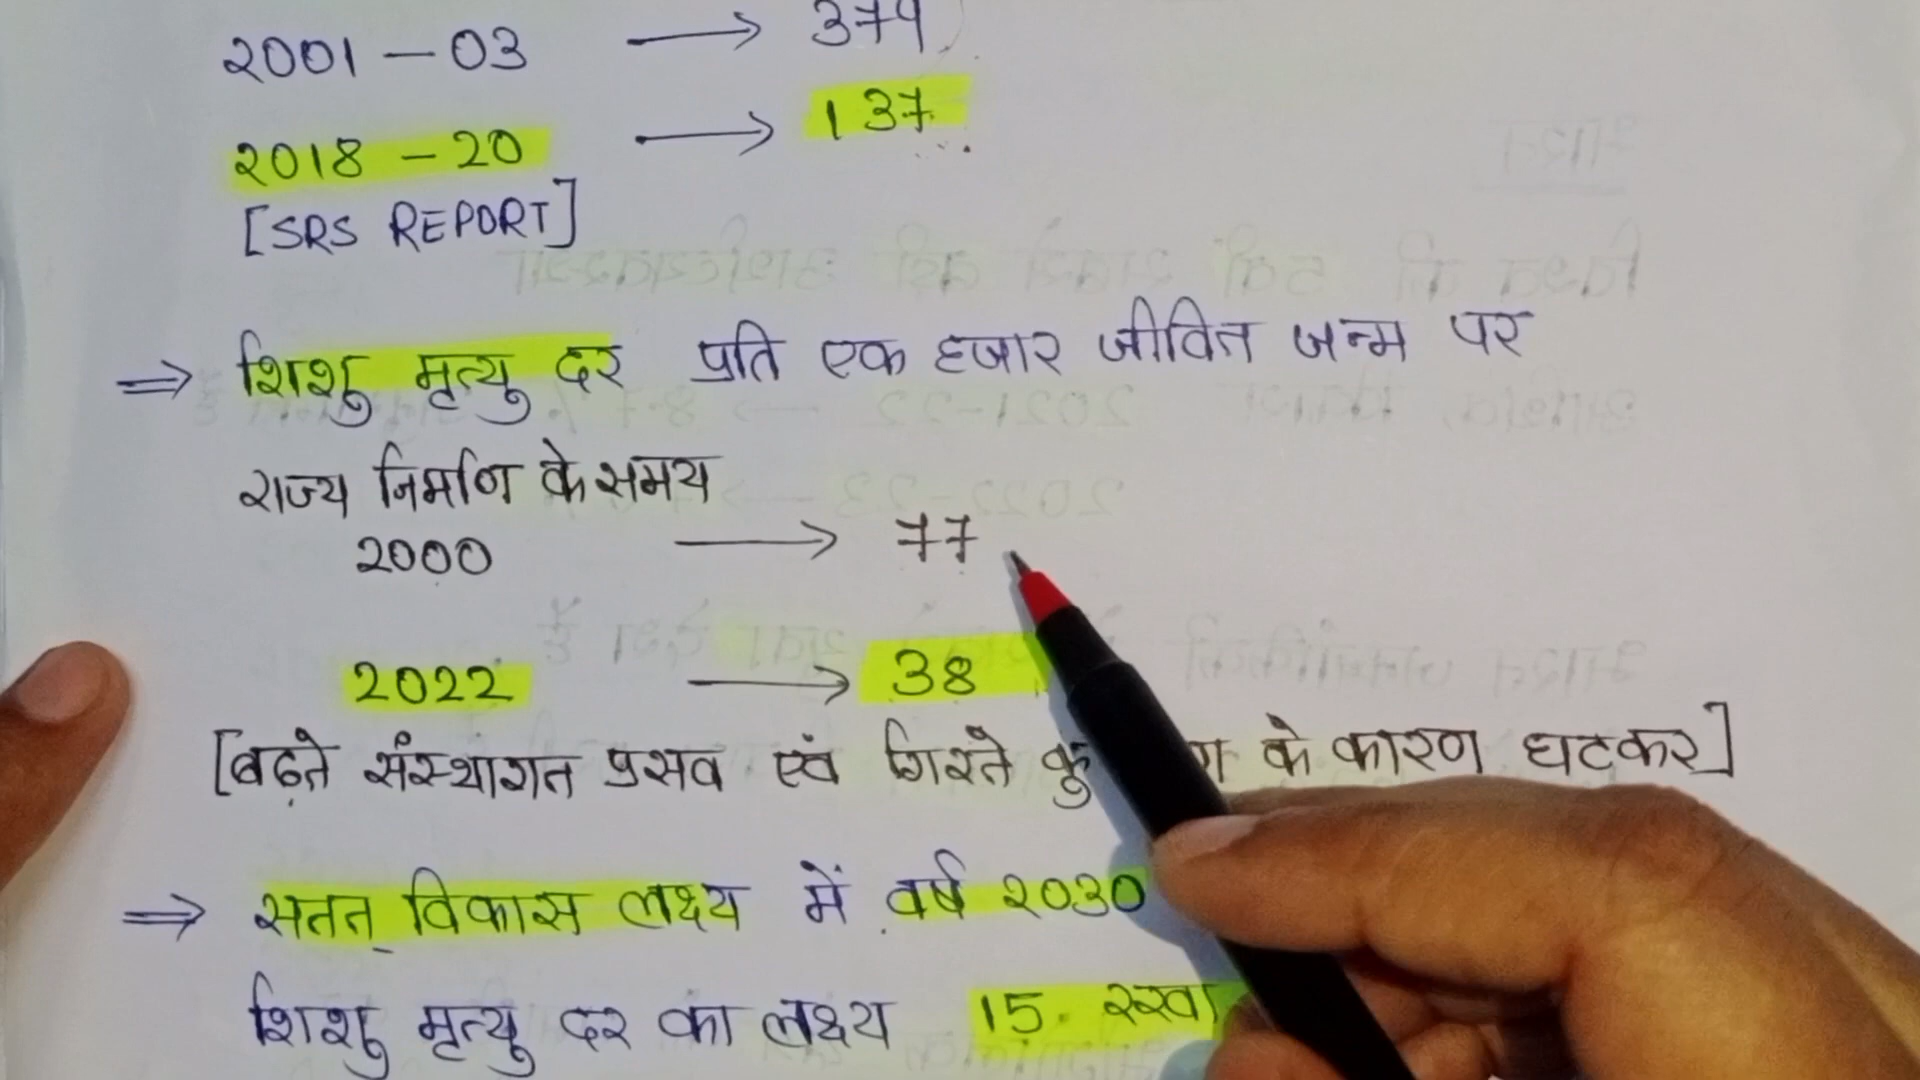 2001 – 03 → 379
2018 – 20 → 137
[SRS REPORT]
⇒ शिशु मृत्यु दर प्रति एक हजार जीवित जन्म पर
राज्य निर्माण के समय
2000 → 77
2022 → 38
[बढ़ते संस्थागत प्रसव एवं गिरते के कारण घटकर]
⇒ सतत् विकास लक्ष्य में वर्ष 2030
शिशु मृत्यु दर का लक्ष्य 15. रखा